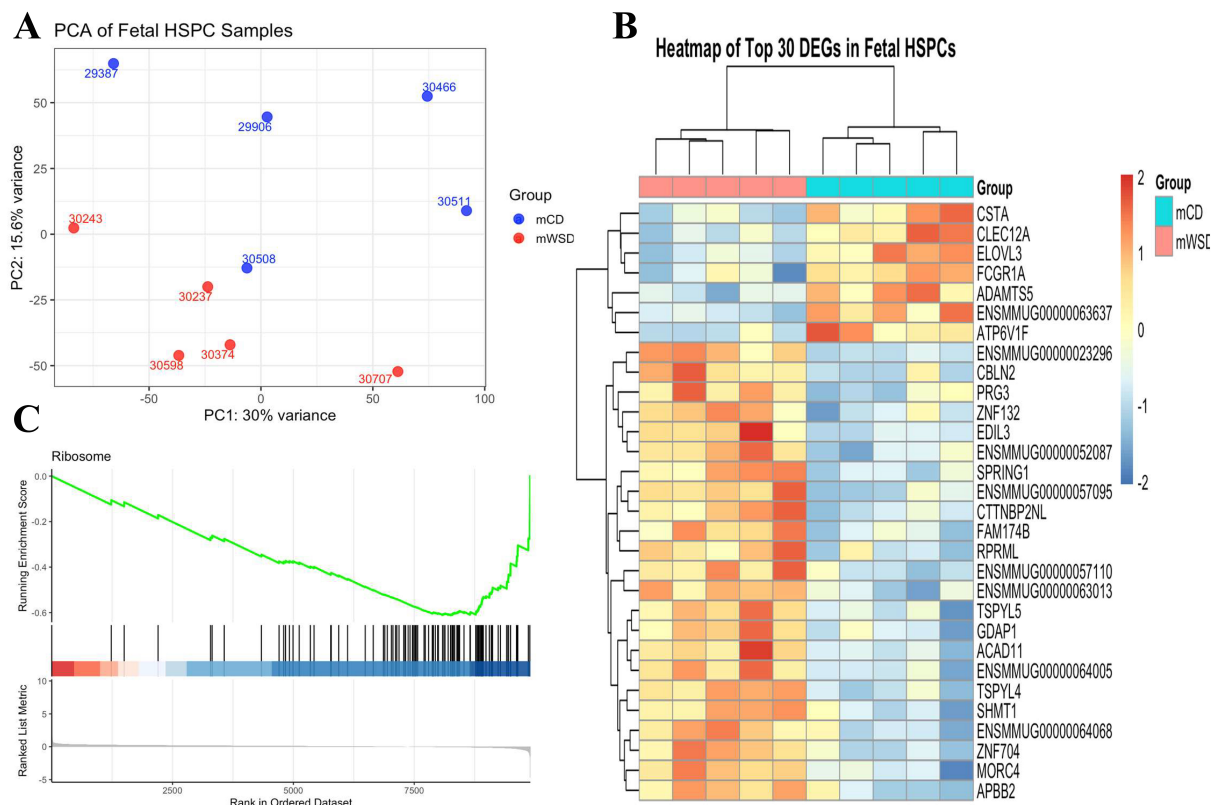 A
PCA of Fetal HSPC Samples
PC2: 15.6% variance
50
25
0
-25
-50
29387
30466
29906
30511
30243
30508
30237
30374
30598
30707
-50
0
50
100
PC1: 30% variance
Group
mCD
mWSD
B
Heatmap of Top 30 DEGs in Fetal HSPCs
Group
CSTA
CLEC12A
ELOVL3
FCGR1A
ADAMTS5
ENSMMUG00000063637
ATP6V1F
ENSMMUG00000023296
CBLN2
PRG3
ZNF132
EDIL3
ENSMMUG00000052087
SPRING1
ENSMMUG00000057095
CTTNBP2NL
FAM174B
RPRML
ENSMMUG00000057110
ENSMMUG00000063013
TSPYL5
GDAP1
ACAD11
ENSMMUG00000064005
TSPYL4
SHMT1
ENSMMUG00000064068
ZNF704
MORC4
APBB2
2
1
0
-1
-2
Group
mCD
mWSD
C
Ribosome
Running Enrichment Score
0.0
-0.2
-0.4
-0.6
Ranked List Metric
10
5
0
-5
2500
5000
7500
Rank in Ordered Dataset